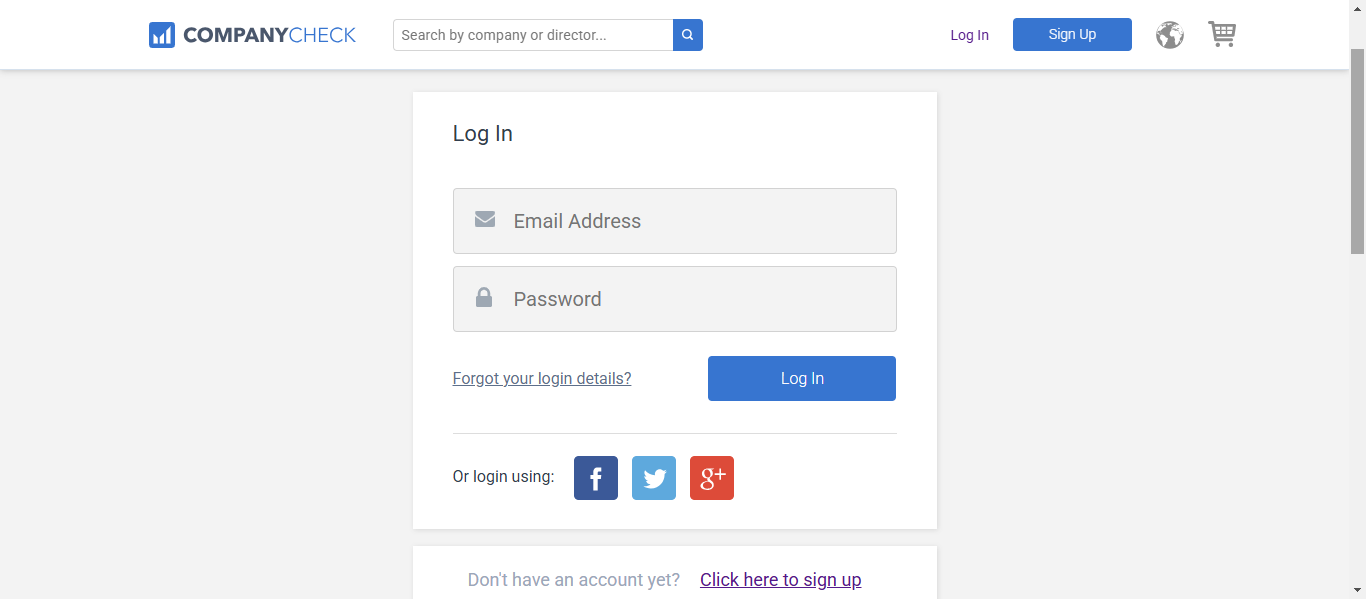 COMPANYCHECK
Search by company or director...
Log In
Sign Up
Log In
Email Address
Password
Forgot your login details?
Log In
Or login using:
f
g+
Don't have an account yet? Click here to sign up